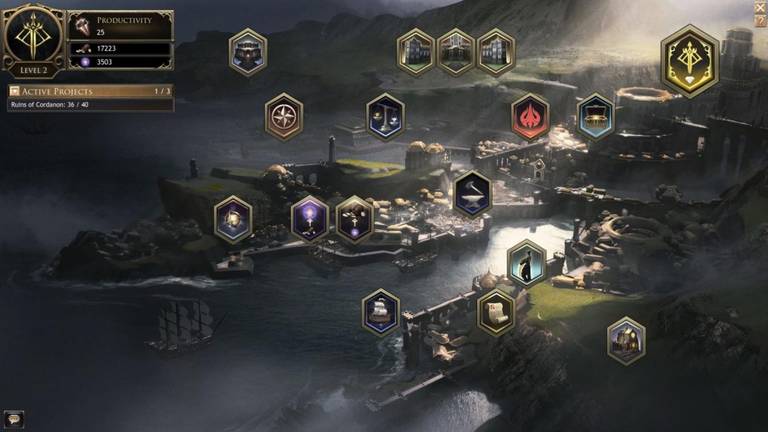 PRODUCTIVITY
25
17223
3503
LEVEL 2
ACTIVE PROJECTS 1 / 3
Ruins of Cordanon: 36 / 40
?